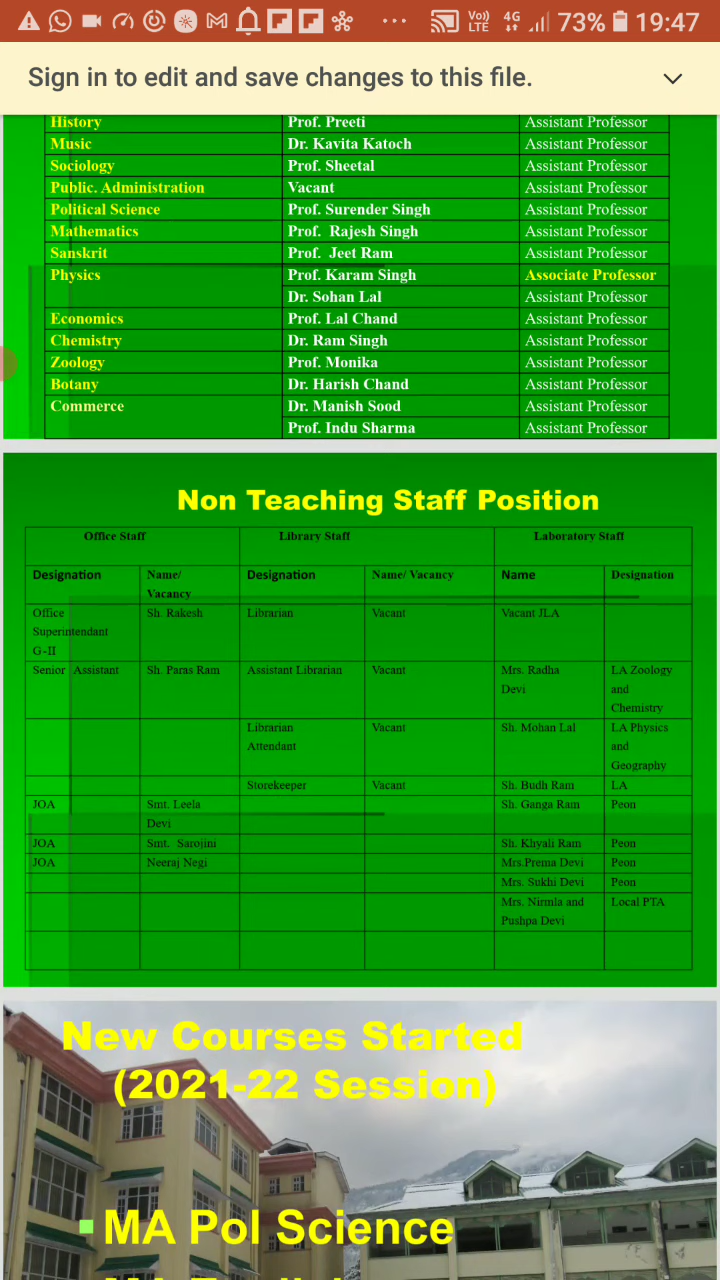 Vo))
LTE
4G
73%
19:47
Sign in to edit and save changes to this file.
History Prof. Preeti Assistant Professor
Music Dr. Kavita Katoch Assistant Professor
Sociology Prof. Sheetal Assistant Professor
Public. Administration Vacant Assistant Professor
Political Science Prof. Surender Singh Assistant Professor
Mathematics Prof. Rajesh Singh Assistant Professor
Sanskrit Prof. Jeet Ram Assistant Professor
Physics Prof. Karam Singh Associate Professor
Dr. Sohan Lal Assistant Professor
Economics Prof. Lal Chand Assistant Professor
Chemistry Dr. Ram Singh Assistant Professor
Zoology Prof. Monika Assistant Professor
Botany Dr. Harish Chand Assistant Professor
Commerce Dr. Manish Sood Assistant Professor
Prof. Indu Sharma Assistant Professor
Non Teaching Staff Position
Office Staff Library Staff Laboratory Staff
Designation Name/ Designation Name/ Vacancy Name Designation
Vacancy
Office Sh. Rakesh Librarian Vacant Vacant JLA
Superintendant
G-II
Senior Assistant Sh. Paras Ram Assistant Librarian Vacant Mrs. Radha LA Zoology
Devi and
Chemistry
Librarian Vacant Sh. Mohan Lal LA Physics
Attendant and
Geography
Storekeeper Vacant Sh. Budh Ram LA
JOA Smt. Leela Sh. Ganga Ram Peon
Devi
JOA Smt. Sarojini Sh. Khyali Ram Peon
JOA Neeraj Negi Mrs.Prema Devi Peon
Mrs. Sukhi Devi Peon
Mrs. Nirmla and Local PTA
Pushpa Devi
New Courses Started
(2021-22 Session)
MA Pol Science